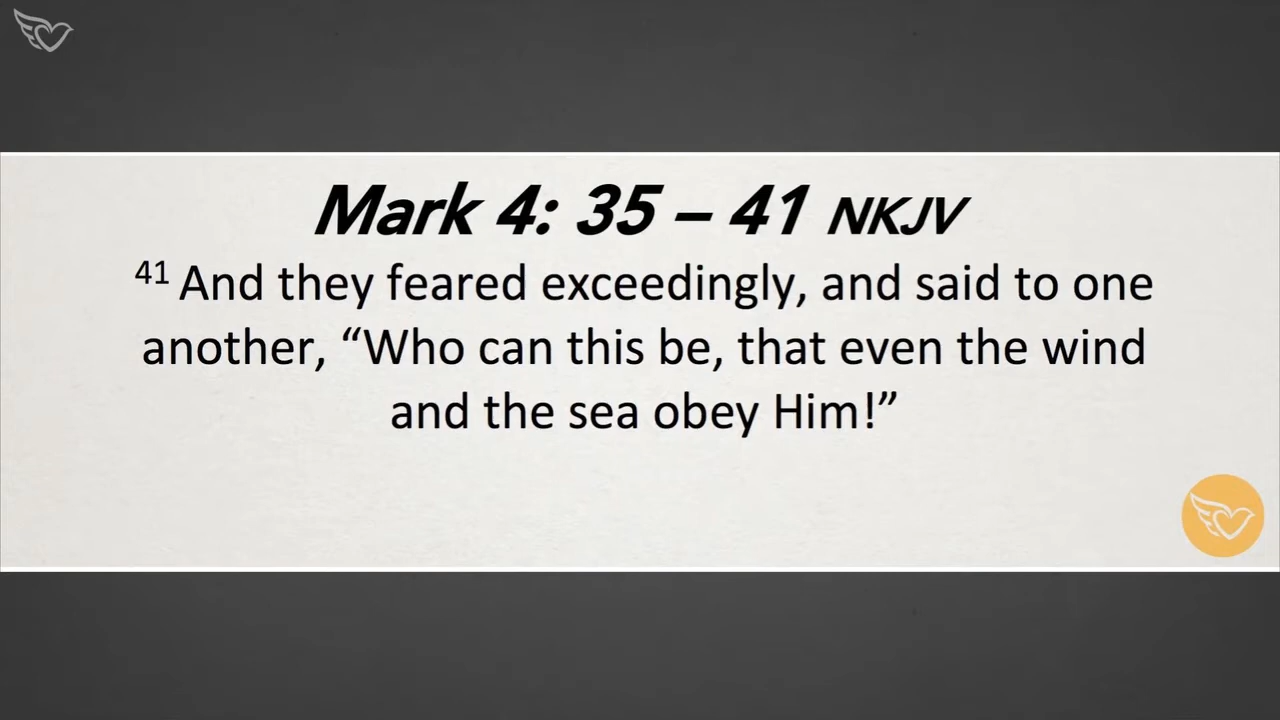 Mark 4: 35 – 41 NKJV
41 And they feared exceedingly, and said to one
another, “Who can this be, that even the wind
and the sea obey Him!”